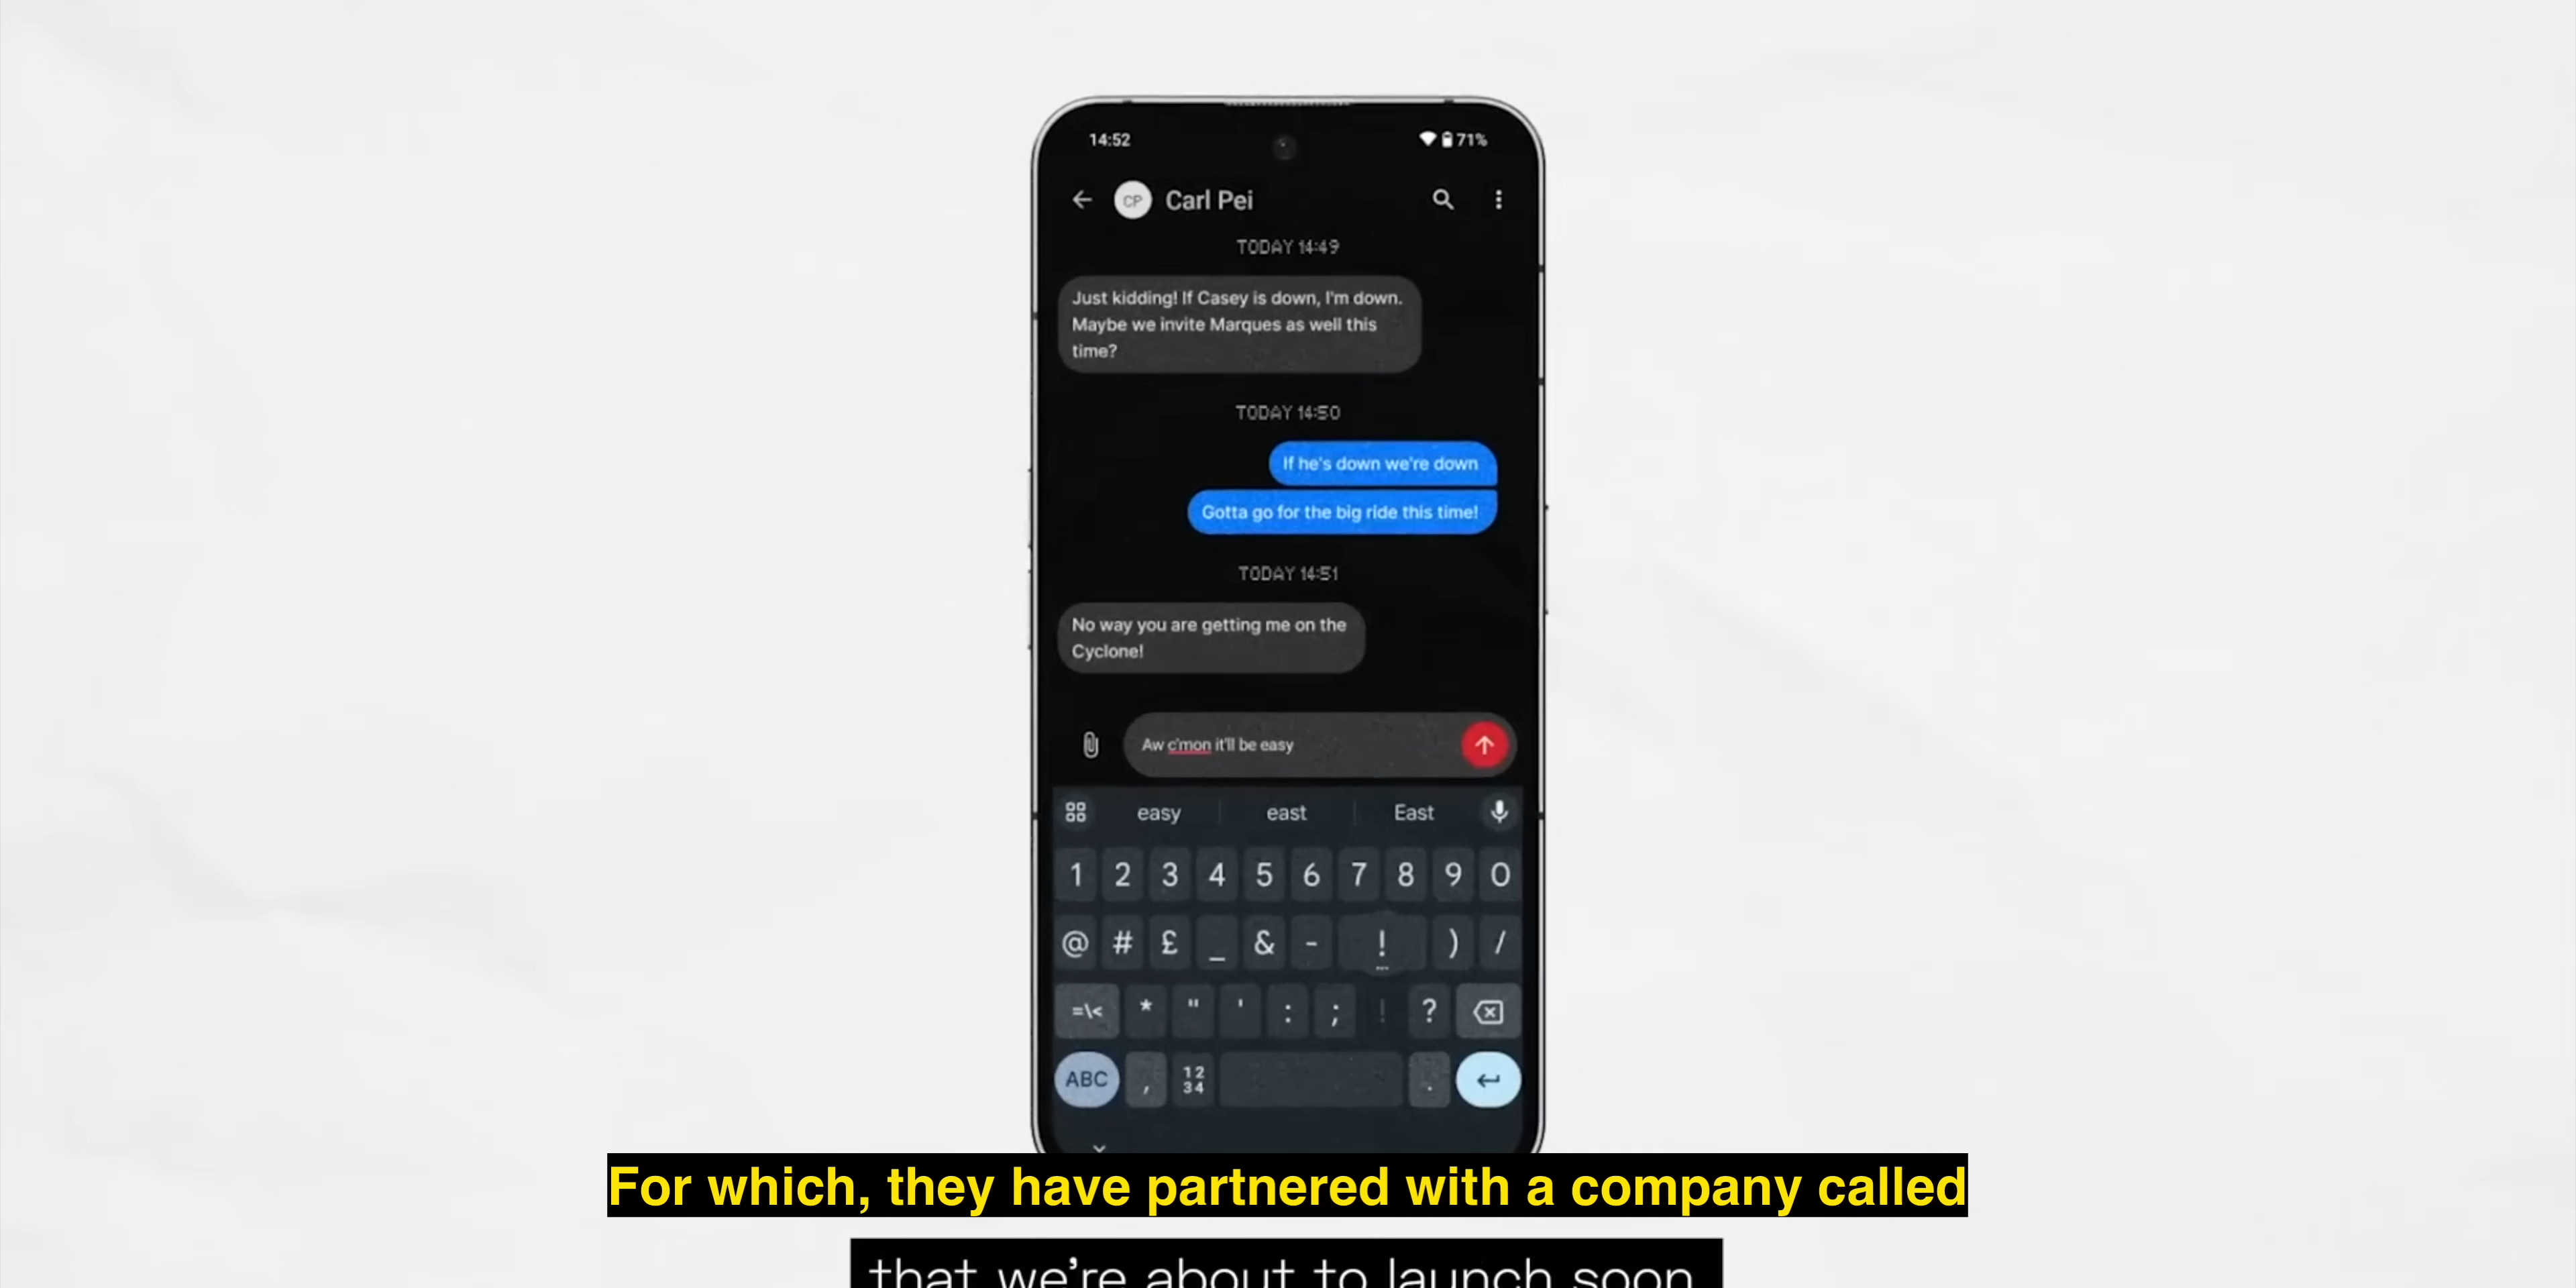 14:52
71%
CP Carl Pei
TODAY 14:49
Just kidding! If Casey is down, I'm down.
Maybe we invite Marques as well this
time?
TODAY 14:50
If he's down we're down
Gotta go for the big ride this time!
TODAY 14:51
No way you are getting me on the
Cyclone!
Aw c'mon it'll be easy
easy east East
1 2 3 4 5 6 7 8 9 0
@ # £ _ & - ! ) /
=\< * " ' : ; ! ?
ABC , 12 .
34
For which, they have partnered with a company called
that we're about to launch soon